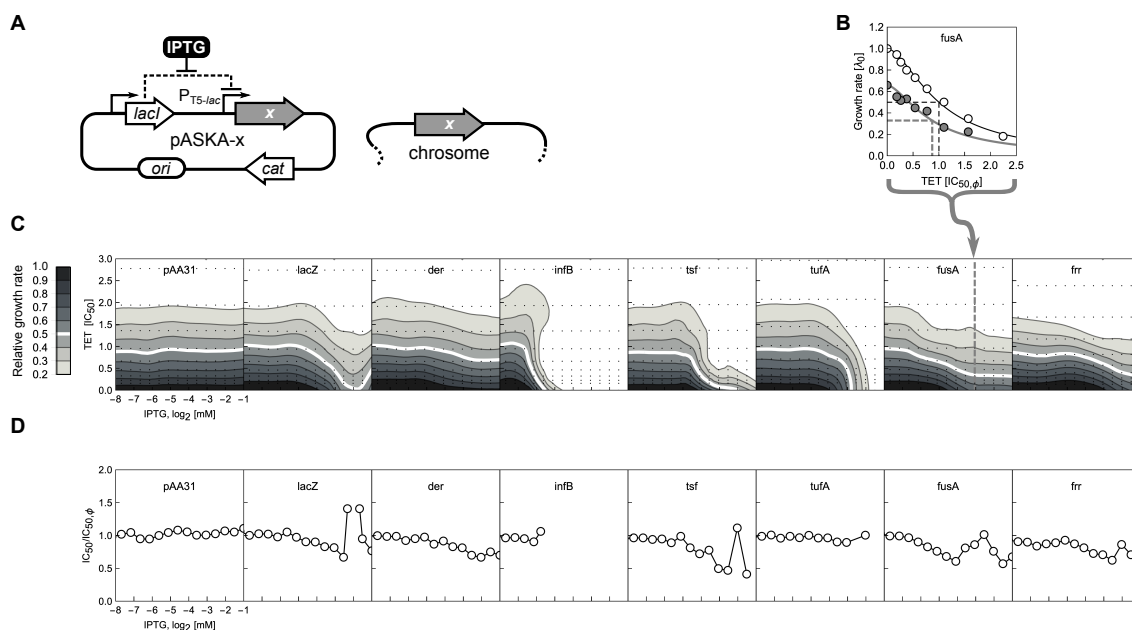 A
IPTG
P T5-lac
lacI
x
pASKA-x
ori
cat
x
chrosome
B
fusA
Growth rate [λ0]
1.0
0.8
0.6
0.4
0.2
0.0
0.0 0.5 1.0 1.5 2.0 2.5
TET [IC50,ϕ]
C
Relative growth rate
1.0
0.9
0.8
0.7
0.6
0.5
0.4
0.3
0.2
TET [IC50]
3.0
2.5
2.0
1.5
1.0
0.5
0.0
pAA31 lacZ der infB tsf tufA fusA frr
−8 −7 −6 −5 −4 −3 −2 −1
IPTG, log2 [mM]
D
IC50/IC50,ϕ
2.0
1.5
1.0
0.5
0.0
pAA31 lacZ der infB tsf tufA fusA frr
−8 −7 −6 −5 −4 −3 −2 −1
IPTG, log2 [mM]